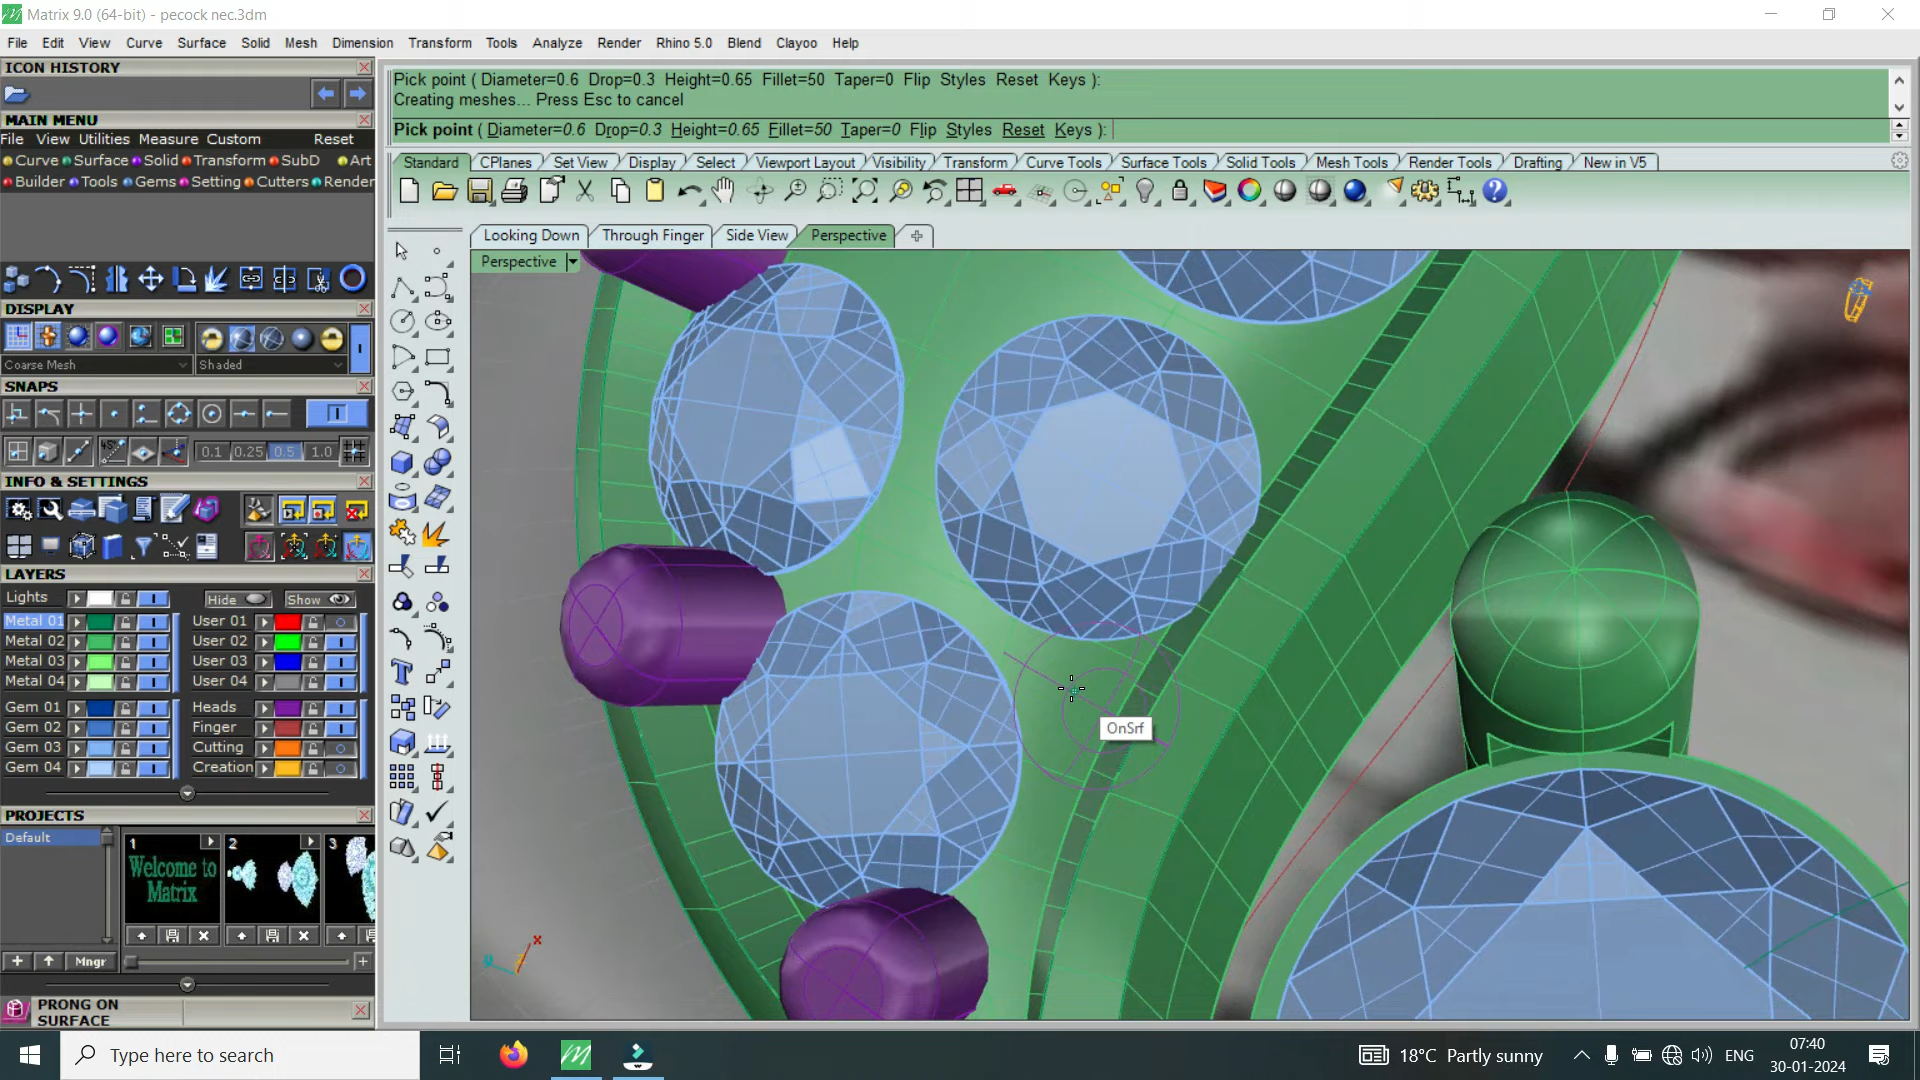 Matrix 9.0 (64-bit) - pecock nec.3dm
File Edit View Curve Surface Solid Mesh Dimension Transform Tools Analyze Render Rhino 5.0 Blend Clayoo Help
ICON HISTORY
MAIN MENU
File View Utilities Measure Custom Reset
Curve Surface Solid Transform SubD Art
Builder Tools Gems Setting Cutters Render
Pick point ( Diameter=0.6 Drop=0.3 Height=0.65 Fillet=50 Taper=0 Flip Styles Reset Keys ):
Creating meshes... Press Esc to cancel
Pick point ( Diameter=0.6 Drop=0.3 Height=0.65 Fillet=50 Taper=0 Flip Styles Reset Keys ):
Standard CPlanes Set View Display Select Viewport Layout Visibility Transform Curve Tools Surface Tools Solid Tools Mesh Tools Render Tools Drafting New in V5
Looking Down Through Finger Side View Perspective
Perspective
DISPLAY
Coarse Mesh Shaded
SNAPS
0.1 0.25 0.5 1.0
INFO & SETTINGS
LAYERS
Lights Hide Show
Metal 01 User 01
Metal 02 User 02
Metal 03 User 03
Metal 04 User 04
Gem 01 Heads
Gem 02 Finger
Gem 03 Cutting
Gem 04 Creation
PROJECTS
Default
1 2 3
Welcome to
Matrix
Mngr
PRONG ON
SURFACE
OnSrf
x
Type here to search
18°C Partly sunny
ENG
07:40
30-01-2024